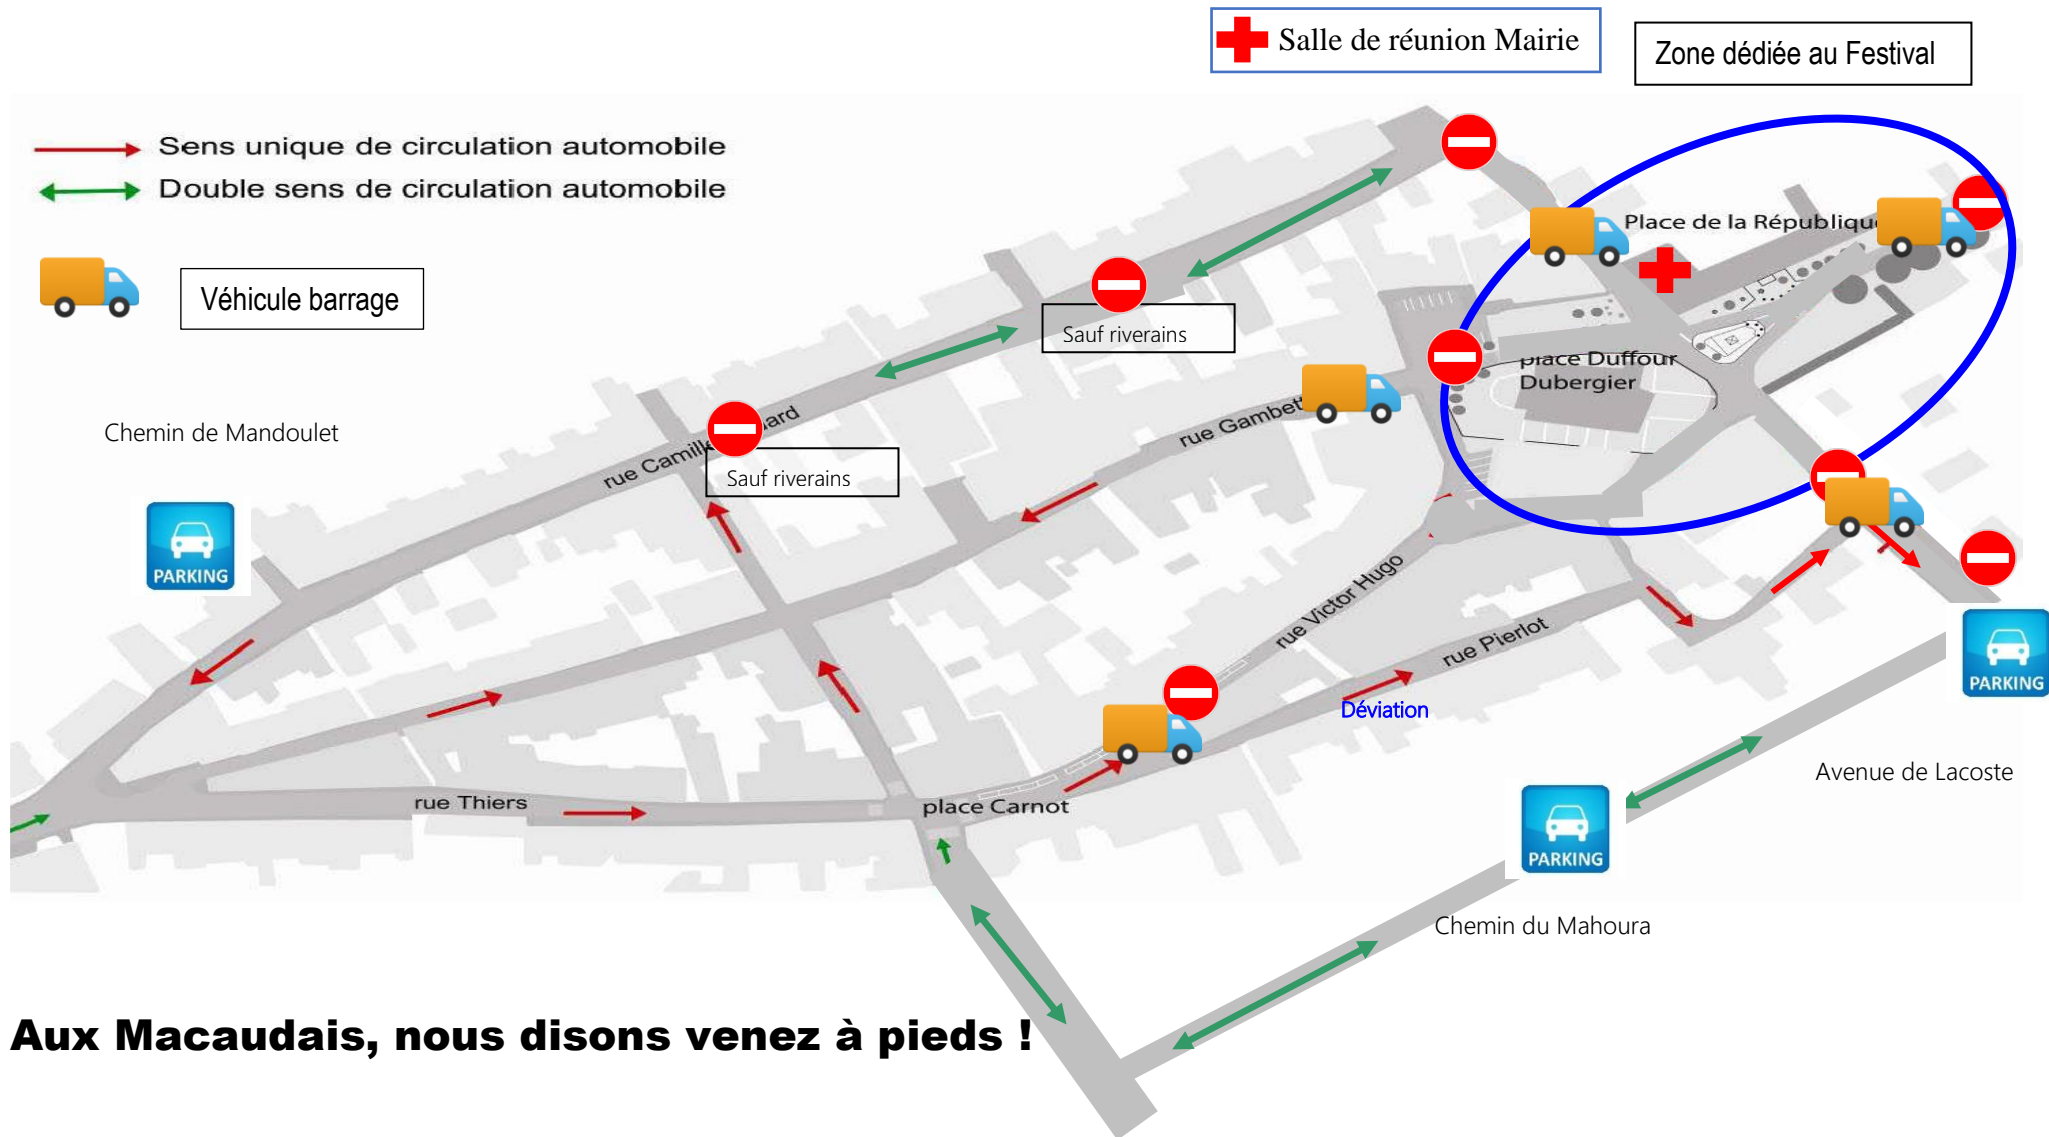 Salle de réunion Mairie
Zone dédiée au Festival
Sens unique de circulation automobile
Double sens de circulation automobile
Véhicule barrage
Place de la République
Sauf riverains
place Duffour
Dubergier
Chemin de Mandoulet
rue Camille
ard
Sauf riverains
rue Gambett
PARKING
rue Victor Hugo
rue Pierlot
Déviation
PARKING
rue Thiers
place Carnot
Avenue de Lacoste
PARKING
Chemin du Mahoura
Aux Macaudais, nous disons venez à pieds !